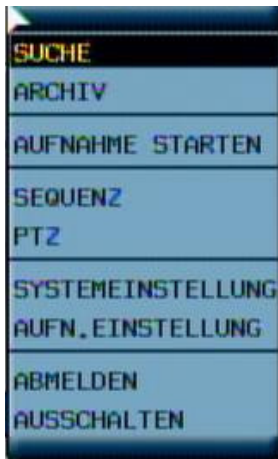 SUCHE
ARCHIV
AUFNAHME STARTEN
SEQUENZ
PTZ
SYSTEMEINSTELLUNG
AUFN.EINSTELLUNG
ABMELDEN
AUSSCHALTEN